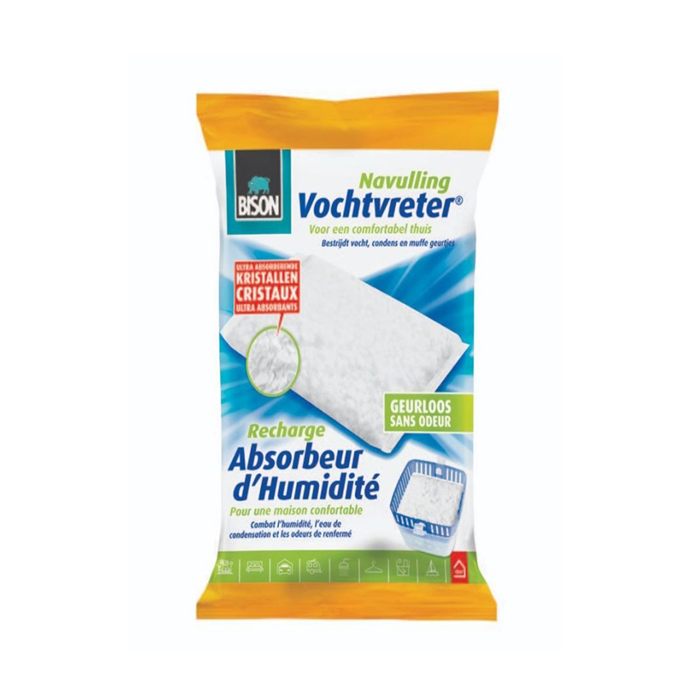 BISON
Navulling
Vochtvreter®
Voor een comfortabel thuis
Bestrijdt vocht, condens en muffe geurtjes
ULTRA ABSORBERENDE
KRISTALLEN
CRISTAUX
ULTRA ABSORBANTS
GEURLOOS
SANS ODEUR
Recharge
Absorbeur
d'Humidité
Pour une maison confortable
Combat l'humidité, l'eau de
condensation et les odeurs de renfermé